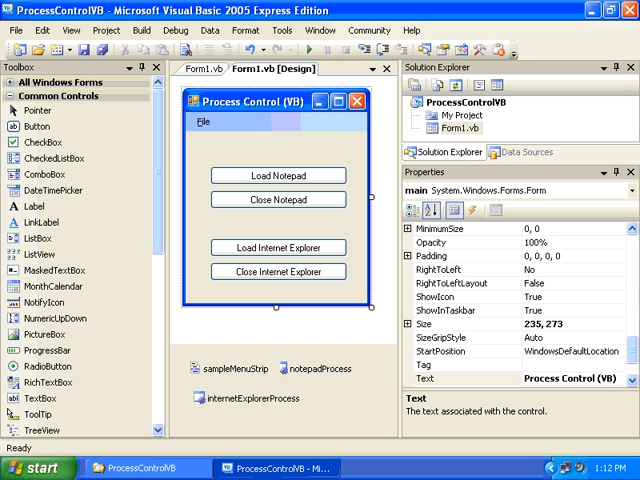 ProcessControlVB - Microsoft Visual Basic 2005 Express Edition
File Edit View Project Build Debug Data Format Tools Window Community Help
Toolbox
All Windows Forms
Common Controls
Pointer
Button
CheckBox
CheckedListBox
ComboBox
DateTimePicker
Label
LinkLabel
ListBox
ListView
MaskedTextBox
MonthCalendar
NotifyIcon
NumericUpDown
PictureBox
ProgressBar
RadioButton
RichTextBox
TextBox
ToolTip
TreeView
Form1.vb Form1.vb [Design]
Process Control (VB)
File
Load Notepad
Close Notepad
Load Internet Explorer
Close Internet Explorer
sampleMenuStrip notepadProcess
internetExplorerProcess
Solution Explorer
ProcessControlVB
My Project
Form1.vb
Solution Explorer Data Sources
Properties
main System.Windows.Forms.Form
MinimumSize 0, 0
Opacity 100%
Padding 0, 0, 0, 0
RightToLeft No
RightToLeftLayout False
ShowIcon True
ShowInTaskbar True
Size 235, 273
SizeGripStyle Auto
StartPosition WindowsDefaultLocation
Tag
Text Process Control (VB)
Text
The text associated with the control.
Ready
start ProcessControlVB ProcessControlVB - Mi... 1:12 PM